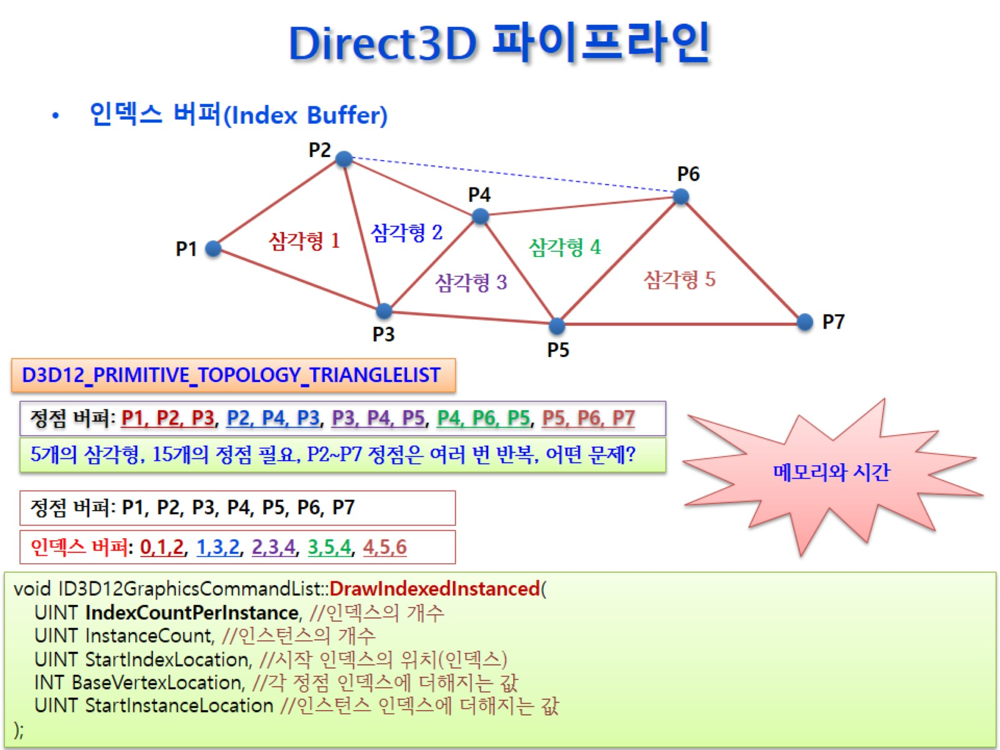 Direct3D 파이프라인
• 인덱스 버퍼(Index Buffer)
P2
P6
P4
P1
삼각형 1
삼각형 2
삼각형 4
삼각형 3
삼각형 5
P3
P5
P7
D3D12_PRIMITIVE_TOPOLOGY_TRIANGLELIST
정점 버퍼: P1, P2, P3, P2, P4, P3, P3, P4, P5, P4, P6, P5, P5, P6, P7
5개의 삼각형, 15개의 정점 필요, P2~P7 정점은 여러 번 반복, 어떤 문제?
메모리와 시간
정점 버퍼: P1, P2, P3, P4, P5, P6, P7
인덱스 버퍼: 0,1,2, 1,3,2, 2,3,4, 3,5,4, 4,5,6
void ID3D12GraphicsCommandList::DrawIndexedInstanced(
UINT IndexCountPerInstance, //인덱스의 개수
UINT InstanceCount, //인스턴스의 개수
UINT StartIndexLocation, //시작 인덱스의 위치(인덱스)
INT BaseVertexLocation, //각 정점 인덱스에 더해지는 값
UINT StartInstanceLocation //인스턴스 인덱스에 더해지는 값
);